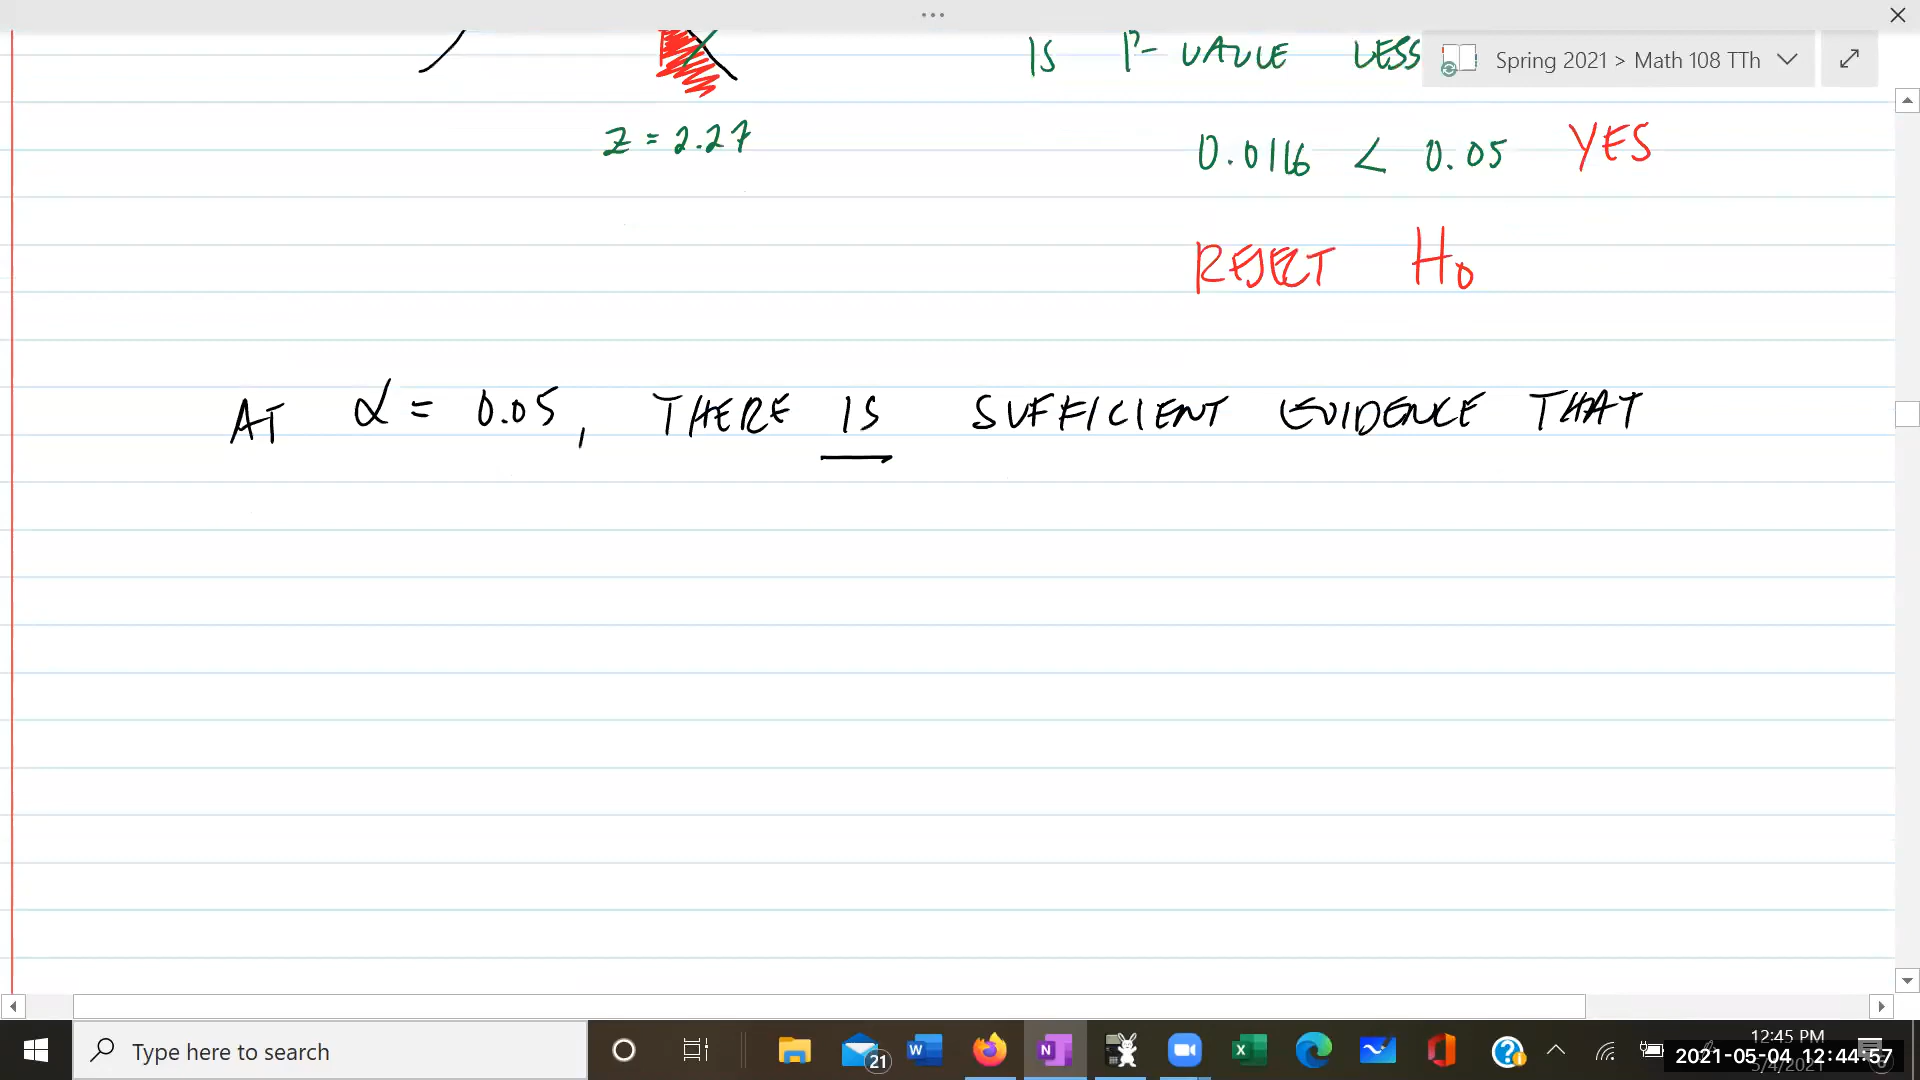 IS P-VALUE LESS
Spring 2021 > Math 108 TTh
Z = 2.27
0.0116 < 0.05 YES
REJECT H0
AT α = 0.05, THERE IS SUFFICIENT EVIDENCE THAT
Type here to search
21
12:45 PM
2021-05-04 12:44:57